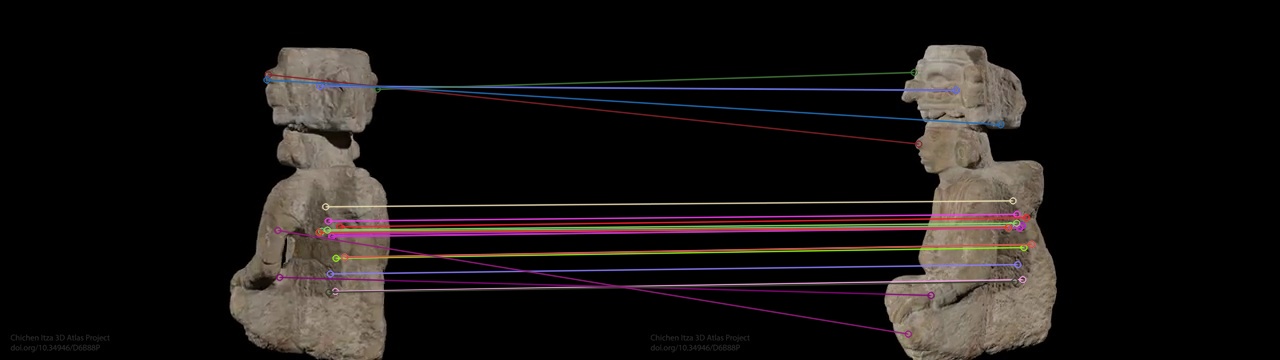 Chichen Itza 3D Atlas Project
doi.org/10.34946/D6B88P
Chichen Itza 3D Atlas Project
doi.org/10.34946/D6B88P